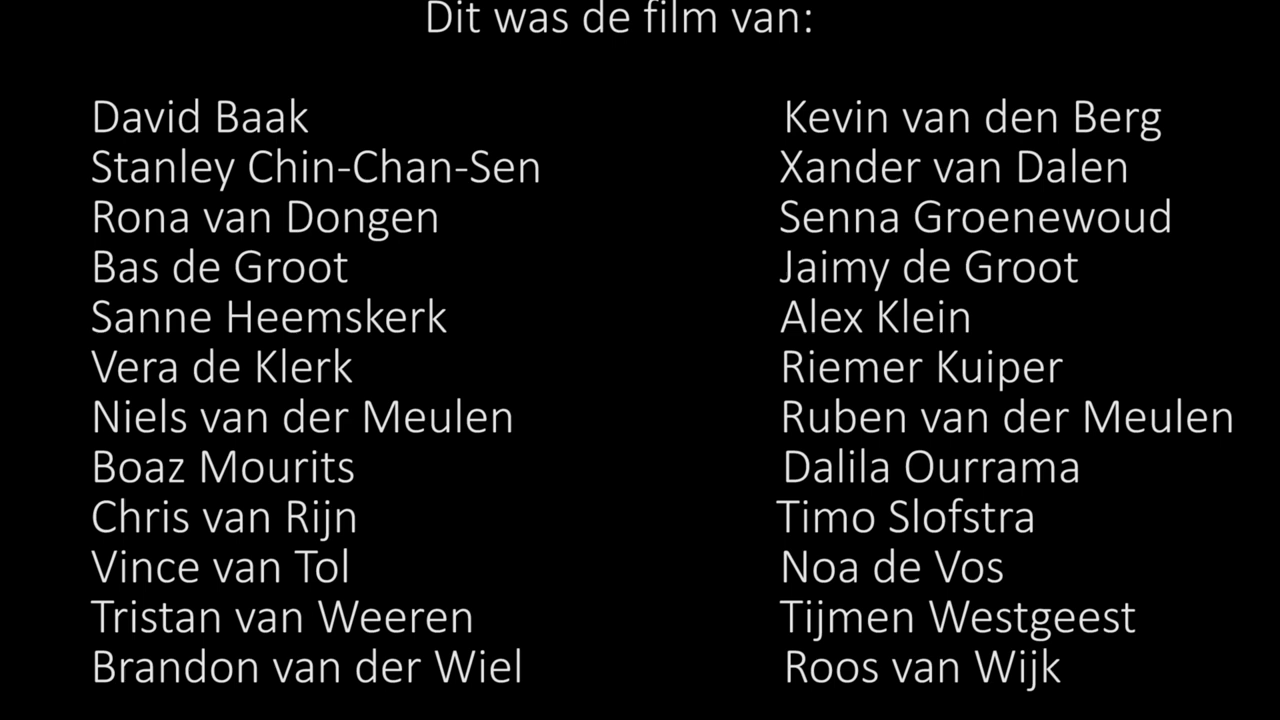 Dit was de film van:
David Baak Kevin van den Berg
Stanley Chin-Chan-Sen Xander van Dalen
Rona van Dongen Senna Groenewoud
Bas de Groot Jaimy de Groot
Sanne Heemskerk Alex Klein
Vera de Klerk Riemer Kuiper
Niels van der Meulen Ruben van der Meulen
Boaz Mourits Dalila Ourrama
Chris van Rijn Timo Slofstra
Vince van Tol Noa de Vos
Tristan van Weeren Tijmen Westgeest
Brandon van der Wiel Roos van Wijk